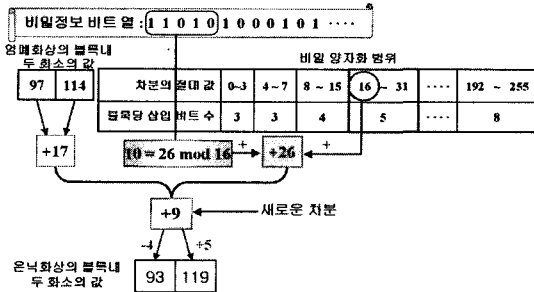 비밀정보 비트 열 : 1 1 0 1 0 1 0 0 0 1 0 1 ‥‥
엄폐화상의 블록내
두 화소의 값
비밀 양자화 범위
97 114
차분의 절대 값 0~3 4~7 8 ~ 15 16 ~ 31 ‥‥ 192 ~ 255
블록당 삽입 비트 수 3 3 4 5 ‥‥ 8
+17
10 = 26 mod 16
+
+26
+
+9
새로운 차분
-4 +5
은닉화상의 블록내
두 화소의 값
93 119